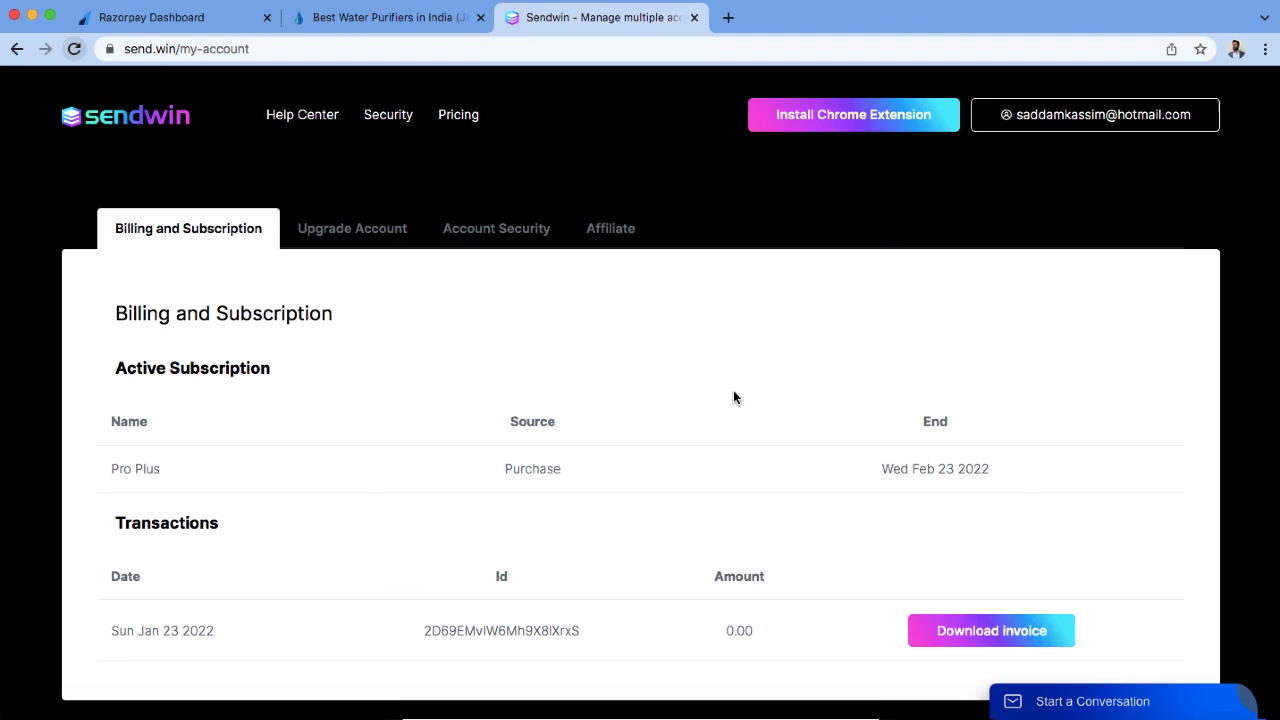 Razorpay Dashboard
Best Water Purifiers in India (J
Sendwin - Manage multiple acc
send.win/my-account
sendwin
Help Center
Security
Pricing
Install Chrome Extension
saddamkassim@hotmail.com
Billing and Subscription
Upgrade Account
Account Security
Affiliate
Billing and Subscription
Active Subscription
Name Source End
Pro Plus Purchase Wed Feb 23 2022
Transactions
Date Id Amount
Sun Jan 23 2022 0.00 Download invoice
Start a Conversation